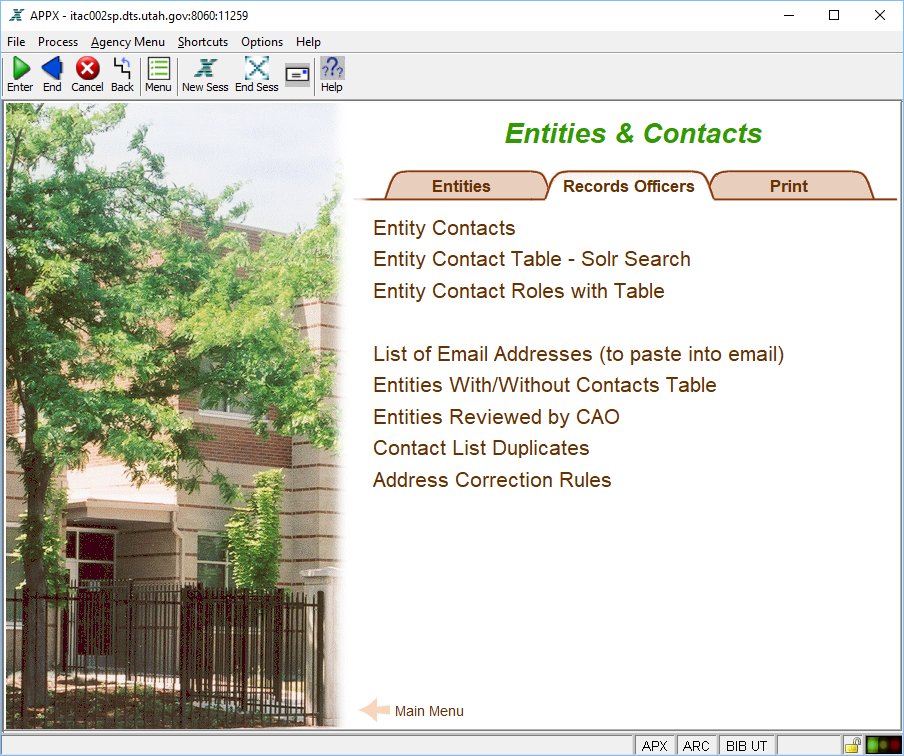 APPX - itac002sp.dts.utah.gov:8060:11259
File Process Agency Menu Shortcuts Options Help
Enter End Cancel Back Menu New Sess End Sess Help
Entities & Contacts
Entities Records Officers Print
Entity Contacts
Entity Contact Table - Solr Search
Entity Contact Roles with Table
List of Email Addresses (to paste into email)
Entities With/Without Contacts Table
Entities Reviewed by CAO
Contact List Duplicates
Address Correction Rules
Main Menu
APX ARC BIB UT